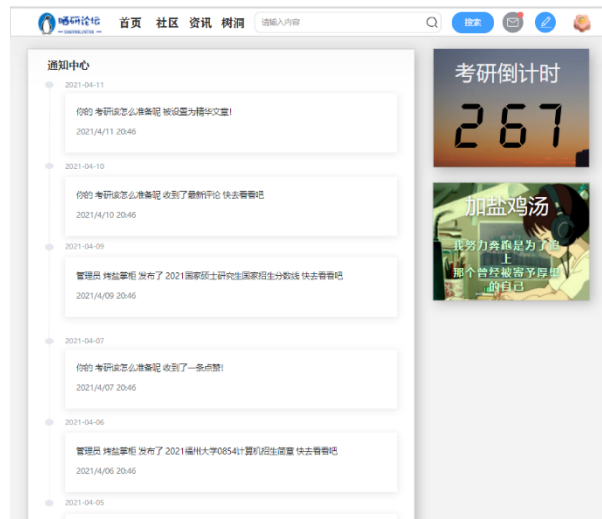 晒研论坛
首页 社区 资讯 树洞 请输入内容 搜索
通知中心
2021-04-11
你的 考研该怎么准备呢 被设置为精华文章!
2021/4/11 20:46
2021-04-10
你的 考研该怎么准备呢 收到了最新评论 快去看看吧
2021/4/10 20:46
2021-04-09
管理员 烤盐掌柜 发布了 2021国家硕士研究生国家招生分数线 快去看看吧
2021/4/09 20:46
2021-04-07
你的 考研该怎么准备呢 收到了一条点赞!
2021/4/07 20:46
2021-04-06
管理员 烤盐掌柜 发布了 2021福州大学0854计算机招生简章 快去看看吧
2021/4/06 20:46
2021-04-05
考研倒计时
267
加盐鸡汤
我努力奔跑是为了追
上
那个曾经被寄予厚望
的自己